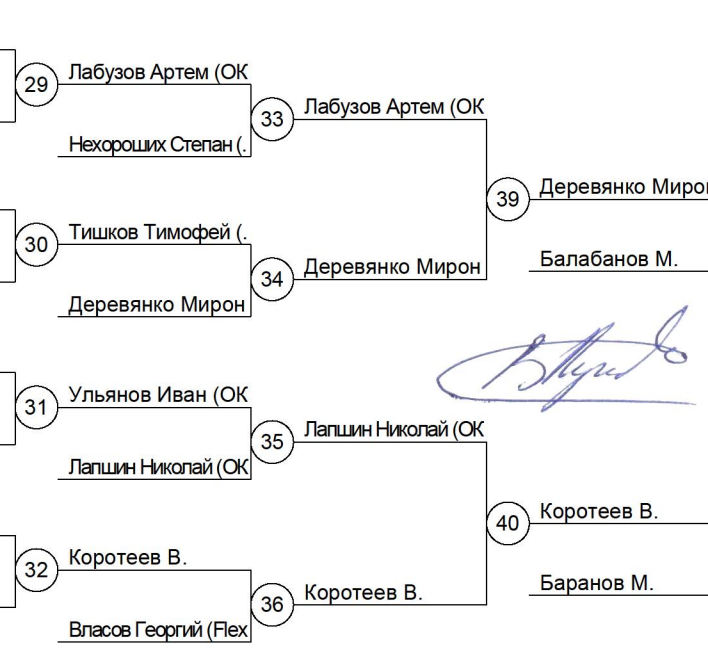 29 Лабузов Артем (ОК
33 Лабузов Артем (ОК
Нехороших Степан (.
39 Деревянко Мирон
30 Тишков Тимофей (.
Балабанов М.
34 Деревянко Мирон
Деревянко Мирон
31 Ульянов Иван (ОК
35 Лапшин Николай (ОК
Лапшин Николай (ОК
40 Коротеев В.
32 Коротеев В.
Баранов М.
36 Коротеев В.
Власов Георгий (Flex